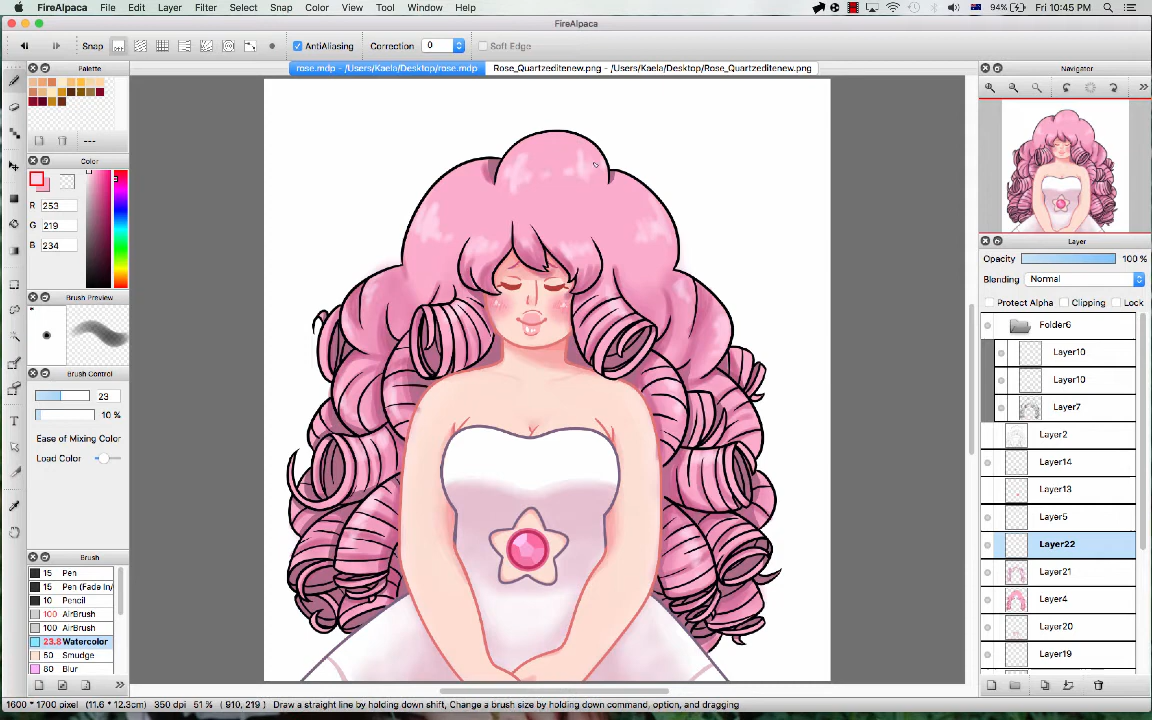 FireAlpaca File Edit Layer Filter Select Snap Color View Tool Window Help 94% Fri 10:45 PM
FireAlpaca
Snap AntiAliasing Correction 0 Soft Edge
rose.mdp - /Users/Kaela/Desktop/rose.mdp Rose_Quartzeditenew.png - /Users/Kaela/Desktop/Rose_Quartzeditenew.png
Palette
---
Color
R 253
G 219
B 234
Brush Preview
Brush Control
23
10 %
Ease of Mixing Color
Load Color
T
Brush
15 Pen
15 Pen (Fade In/
10 Pencil
100 AirBrush
100 AirBrush
23.8 Watercolor
50 Smudge
80 Blur
Navigator
Layer
Opacity 100 %
Blending Normal
Protect Alpha Clipping Lock
Folder6
Layer10
Layer10
Layer7
Layer2
Layer14
Layer13
Layer5
Layer22
Layer21
Layer4
Layer20
Layer19
1600 * 1700 pixel (11.6 * 12.3cm) 350 dpi 51 % ( 910, 219 ) Draw a straight line by holding down shift, Change a brush size by holding down command, option, and dragging